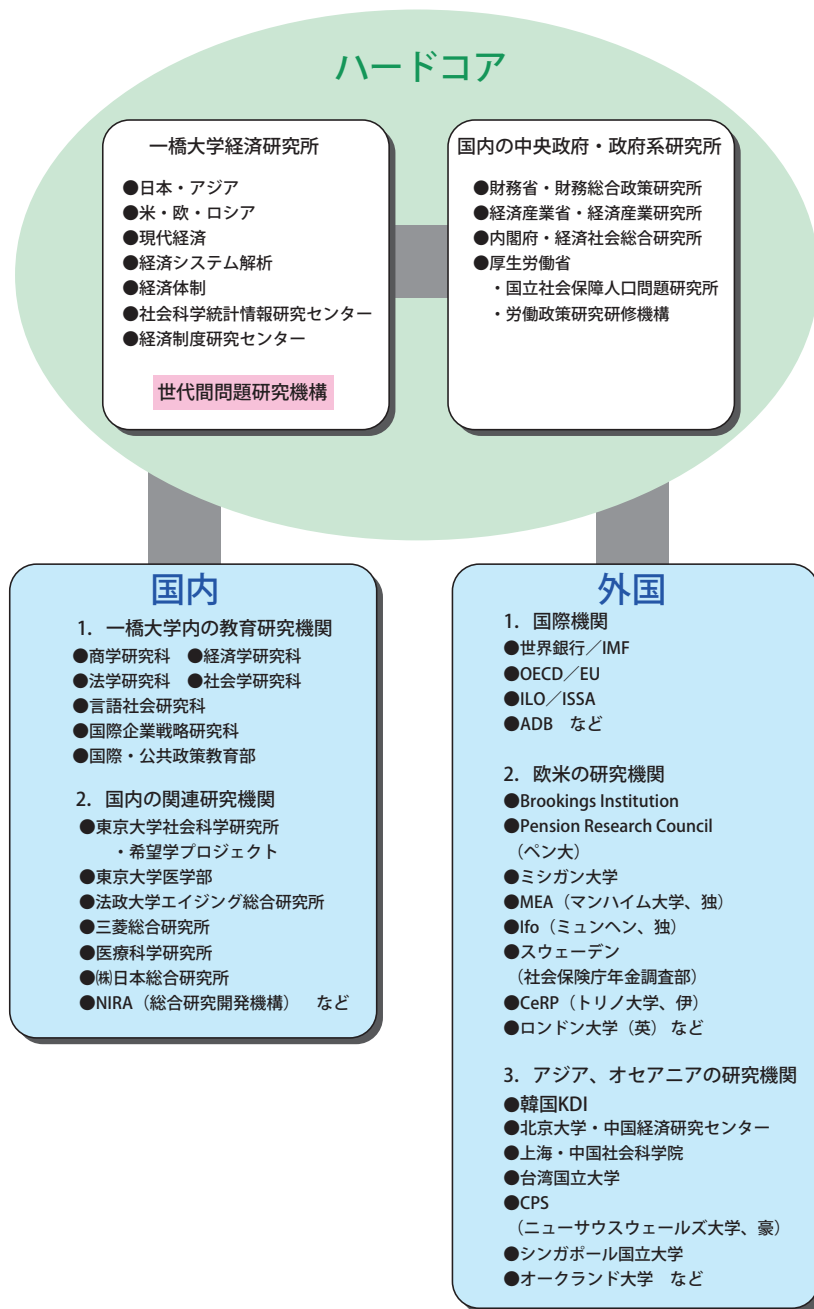 ハードコア
一橋大学経済研究所
●日本・アジア
●米・欧・ロシア
●現代経済
●経済システム解析
●経済体制
●社会科学統計情報研究センター
●経済制度研究センター
世代間問題研究機構
国内の中央政府・政府系研究所
●財務省・財務総合政策研究所
●経済産業省・経済産業研究所
●内閣府・経済社会総合研究所
●厚生労働省
・国立社会保障人口問題研究所
・労働政策研究研修機構
国内
1. 一橋大学内の教育研究機関
●商学研究科 ●経済学研究科
●法学研究科 ●社会学研究科
●言語社会研究科
●国際企業戦略研究科
●国際・公共政策教育部
2. 国内の関連研究機関
●東京大学社会科学研究所
・希望学プロジェクト
●東京大学医学部
●法政大学エイジング総合研究所
●三菱総合研究所
●医療科学研究所
●㈱日本総合研究所
●NIRA（総合研究開発機構） など
外国
1. 国際機関
●世界銀行／IMF
●OECD／EU
●ILO／ISSA
●ADB など
2. 欧米の研究機関
●Brookings Institution
●Pension Research Council
（ペン大）
●ミシガン大学
●MEA（マンハイム大学、独）
●Ifo（ミュンヘン、独）
●スウェーデン
（社会保険庁年金調査部）
●CeRP（トリノ大学、伊）
●ロンドン大学（英） など
3. アジア、オセアニアの研究機関
●韓国KDI
●北京大学・中国経済研究センター
●上海・中国社会科学院
●台湾国立大学
●CPS
（ニューサウスウェールズ大学、豪）
●シンガポール国立大学
●オークランド大学 など